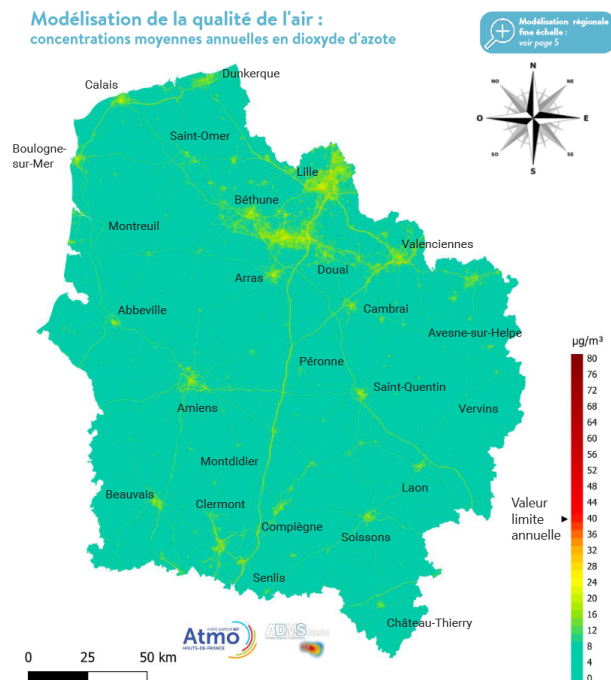 Modélisation de la qualité de l'air :
concentrations moyennes annuelles en dioxyde d'azote
Modélisation régionale
fine échelle :
voir page 5
N
NO
NE
O
E
SO
SE
S
Dunkerque
Calais
Saint-Omer
Boulogne-
sur-Mer
Lille
Béthune
Montreuil
Valenciennes
Douai
Arras
Abbeville
Cambrai
Avesne-sur-Helpe
Péronne
Saint-Quentin
Amiens
Vervins
Montdidier
Laon
Beauvais
Clermont
Compiègne
Soissons
Senlis
Château-Thierry
µg/m³
80
76
72
68
64
60
56
52
48
44
40
36
32
28
24
20
16
12
8
4
0
Valeur
limite
annuelle
Atmo
HAUTS-DE-FRANCE
ADMS
0 25 50 km